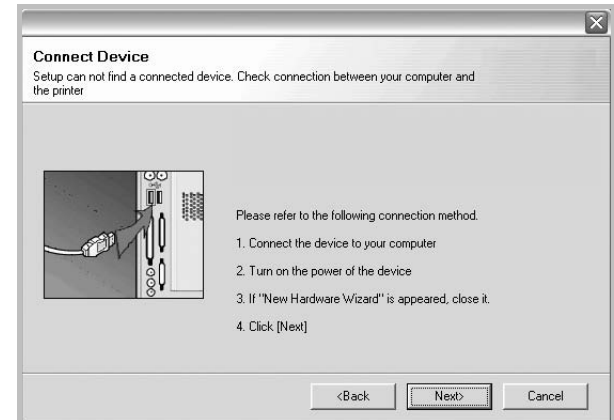 Connect Device
Setup can not find a connected device. Check connection between your computer and
the printer
Please refer to the following connection method.
1. Connect the device to your computer
2. Turn on the power of the device
3. If "New Hardware Wizard" is appeared, close it.
4. Click [Next]
<Back Next> Cancel